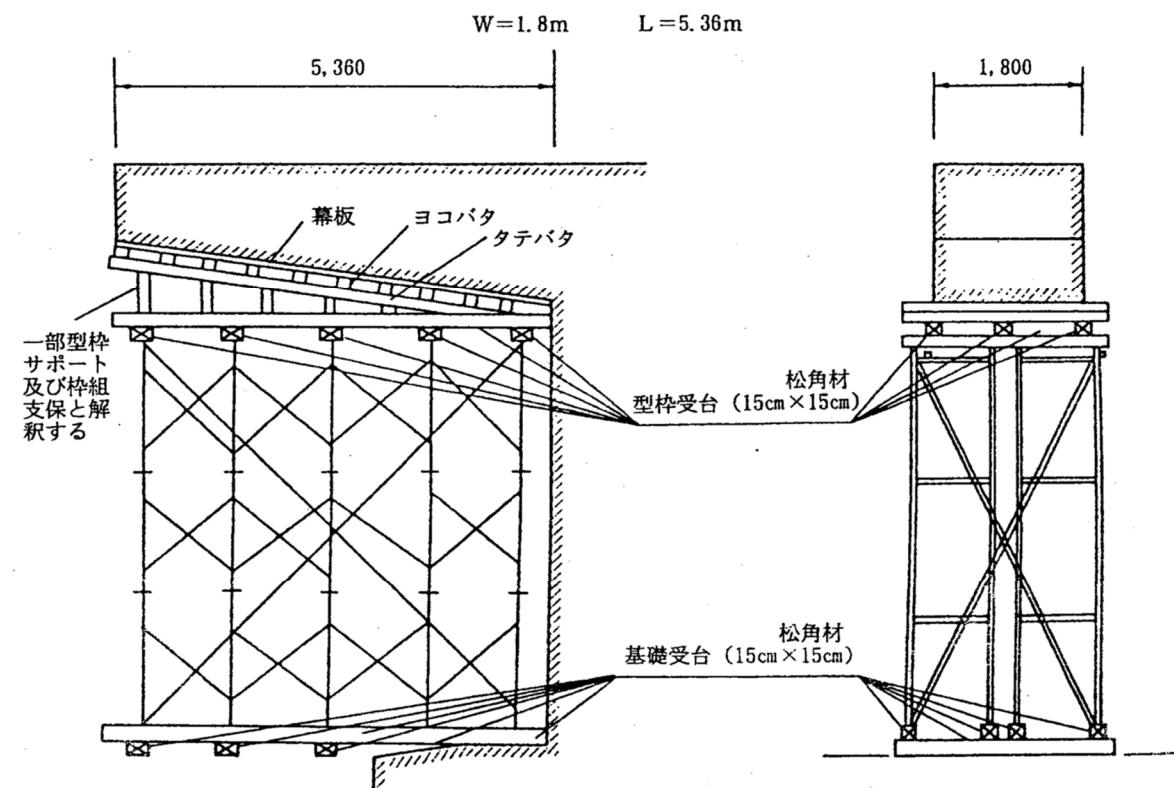 W=1.8m L=5.36m
5,360
1,800
幕板
ヨコバタ
タテバタ
一部型枠
サポート
及び枠組
支保と解
釈する
松角材
型枠受台 (15cm×15cm)
松角材
基礎受台 (15cm×15cm)